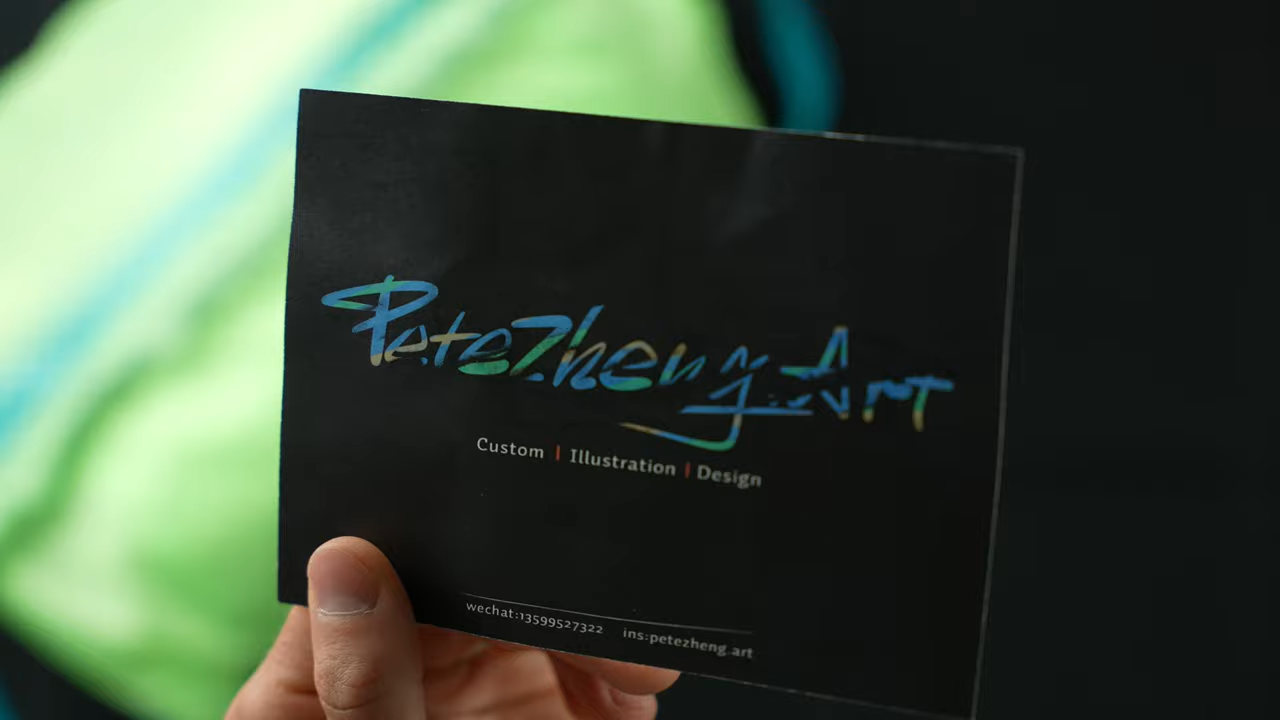 PeteZheng.Art
Custom | Illustration | Design
wechat:13599527322 ins:petezheng.art